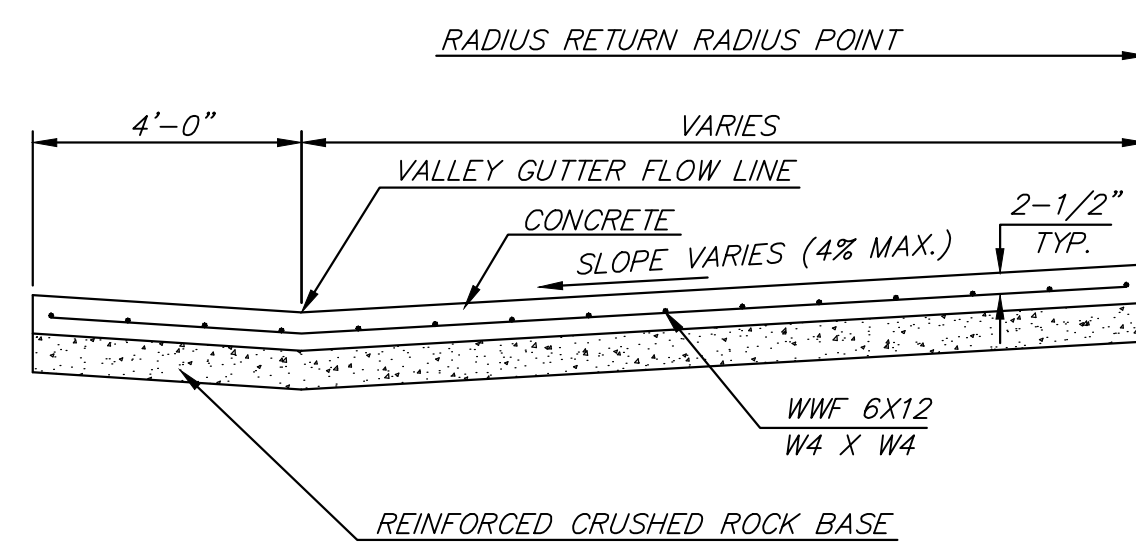 RADIUS RETURN RADIUS POINT
4'-0"
VARIES
VALLEY GUTTER FLOW LINE
CONCRETE
2-1/2"
TYP.
SLOPE VARIES (4% MAX.)
WWF 6X12
W4 X W4
REINFORCED CRUSHED ROCK BASE